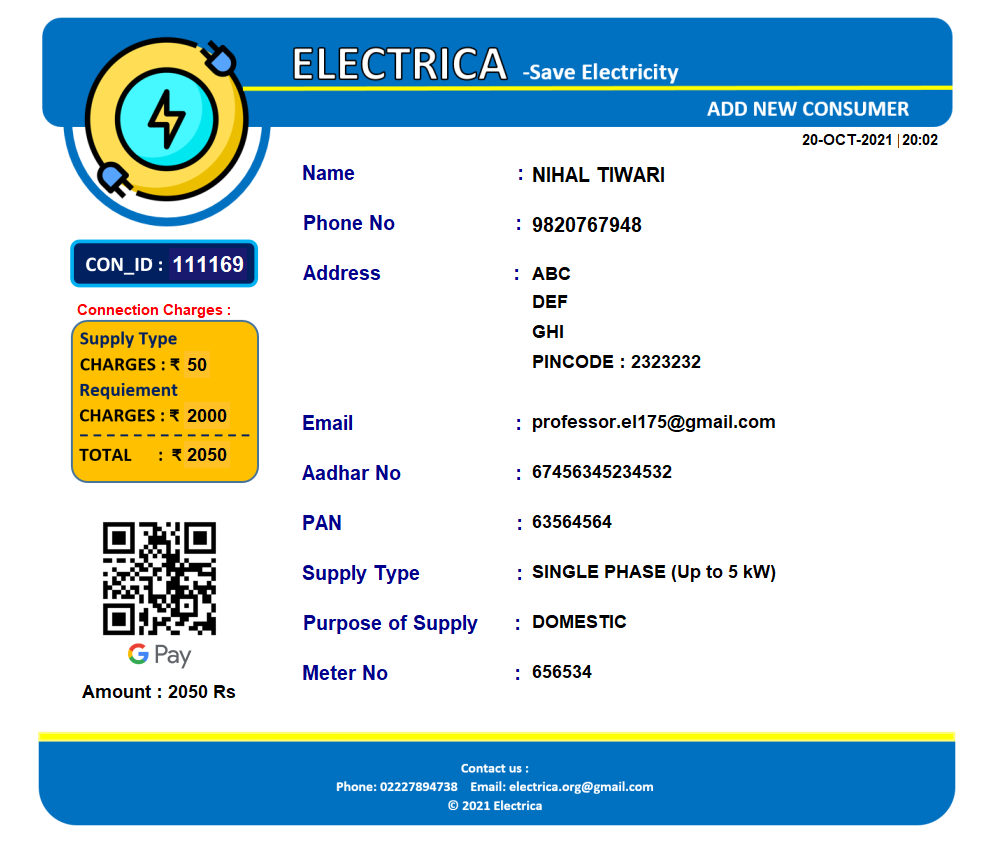 ELECTRICA -Save Electricity
ADD NEW CONSUMER
20-OCT-2021 | 20:02
Name : NIHAL TIWARI
Phone No : 9820767948
Address : ABC
DEF
GHI
PINCODE : 2323232
Email : professor.el175@gmail.com
Aadhar No : 67456345234532
PAN : 63564564
Supply Type : SINGLE PHASE (Up to 5 kW)
Purpose of Supply : DOMESTIC
Meter No : 656534
CON_ID : 111169
Connection Charges :
Supply Type
CHARGES : ₹ 50
Requiement
CHARGES : ₹ 2000
TOTAL : ₹ 2050
G Pay
Amount : 2050 Rs
Contact us :
Phone: 02227894738 Email: electrica.org@gmail.com
© 2021 Electrica